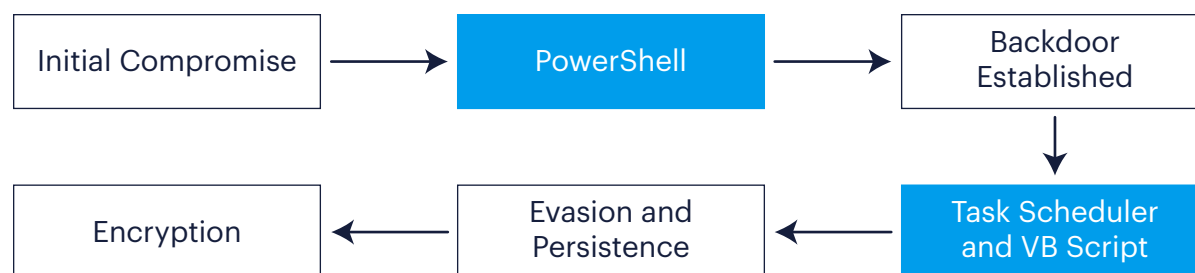 Initial Compromise
PowerShell
Backdoor
Established
Task Scheduler
and VB Script
Evasion and
Persistence
Encryption